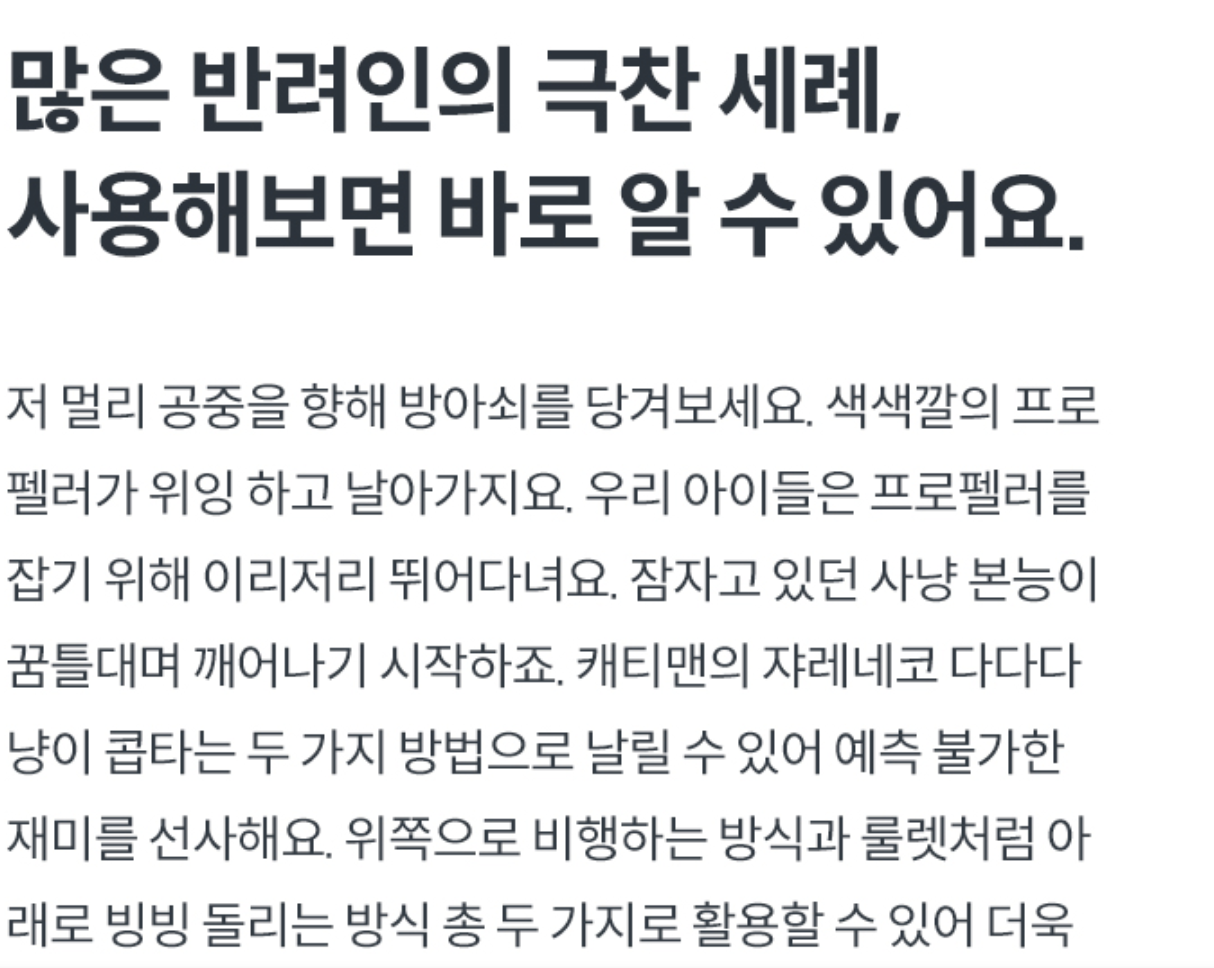 많은 반려인의 극찬 세례,
사용해보면 바로 알 수 있어요.
저 멀리 공중을 향해 방아쇠를 당겨보세요. 색색깔의 프로
펠러가 위잉 하고 날아가지요. 우리 아이들은 프로펠러를
잡기 위해 이리저리 뛰어다녀요. 잠자고 있던 사냥 본능이
꿈틀대며 깨어나기 시작하죠. 캐티맨의 쟈레네코 다다다
냥이 콥타는 두 가지 방법으로 날릴 수 있어 예측 불가한
재미를 선사해요. 위쪽으로 비행하는 방식과 룰렛처럼 아
래로 빙빙 돌리는 방식 총 두 가지로 활용할 수 있어 더욱